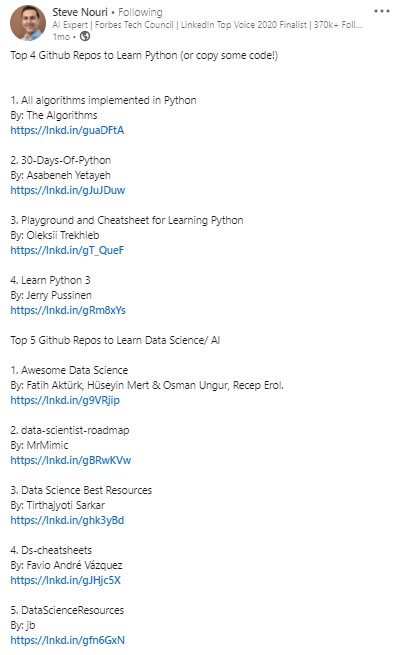 Steve Nouri • Following
AI Expert | Forbes Tech Council | LinkedIn Top Voice 2020 Finalist | 370k+ Foll...
1mo •
Top 4 Github Repos to Learn Python (or copy some code!)
1. All algorithms implemented in Python
By: The Algorithms
https://lnkd.in/guaDFtA
2. 30-Days-Of-Python
By: Asabeneh Yetayeh
https://lnkd.in/gJuJDuw
3. Playground and Cheatsheet for Learning Python
By: Oleksii Trekhleb
https://lnkd.in/gT_QueF
4. Learn Python 3
By: Jerry Pussinen
https://lnkd.in/gRm8xYs
Top 5 Github Repos to Learn Data Science/ AI
1. Awesome Data Science
By: Fatih Aktürk, Hüseyin Mert & Osman Ungur, Recep Erol.
https://lnkd.in/g9VRjip
2. data-scientist-roadmap
By: MrMimic
https://lnkd.in/gBRwKVw
3. Data Science Best Resources
By: Tirthajyoti Sarkar
https://lnkd.in/ghk3yBd
4. Ds-cheatsheets
By: Favio André Vázquez
https://lnkd.in/gJHjc5X
5. DataScienceResources
By: jb
https://lnkd.in/gfn6GxN